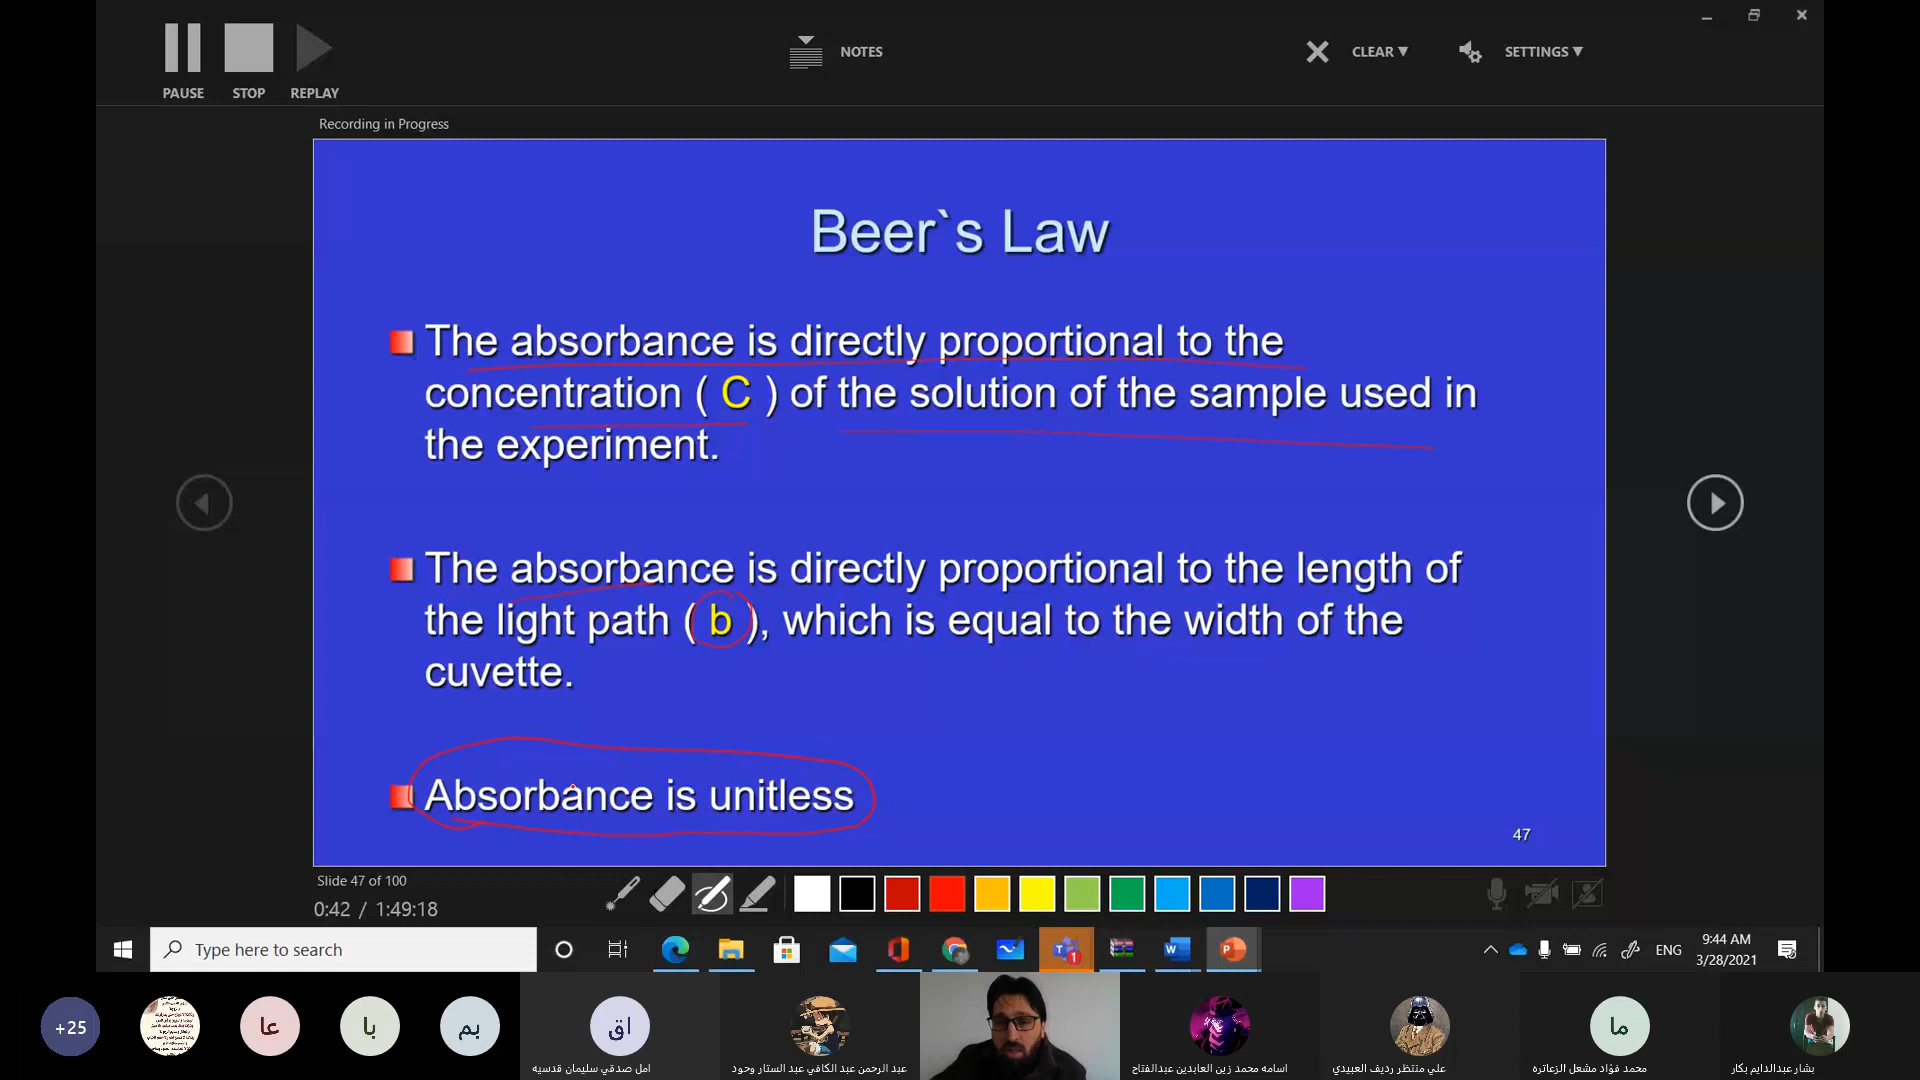 PAUSE
STOP
REPLAY
NOTES
CLEAR
SETTINGS
Recording in Progress
Beer`s Law
The absorbance is directly proportional to the
concentration ( C ) of the solution of the sample used in
the experiment.
The absorbance is directly proportional to the length of
the light path ( b ), which is equal to the width of the
cuvette.
Absorbance is unitless
47
Slide 47 of 100
0:42 / 1:49:18
Type here to search
1
ENG
9:44 AM
3/28/2021
+25
عا
با
بم
اق
ما
امل صدقي سليمان قدسيه
عبد الرحمن عبد الكافي عبد الستار وحود
اسامه محمد زين العابدين عبدالفتاح
علي منتظر رديف العبيدي
محمد فؤاد مشعل الزعاتره
بشار عبدالدايم بكار